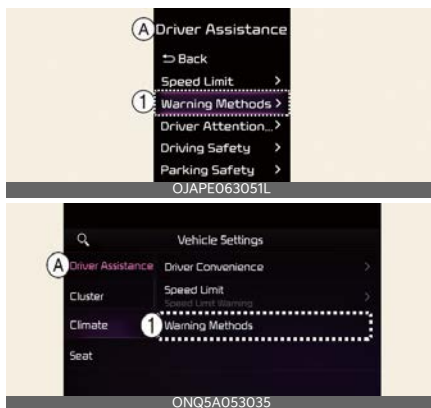 A Driver Assistance
Back
Speed Limit >
1 Warning Methods >
Driver Attention... >
Driving Safety >
Parking Safety >
OJAPE063051L
Vehicle Settings
A Driver Assistance Driver Convenience >
Cluster Speed Limit >
Speed Limit Warning
Climate 1 Warning Methods
Seat
ONQ5A053035